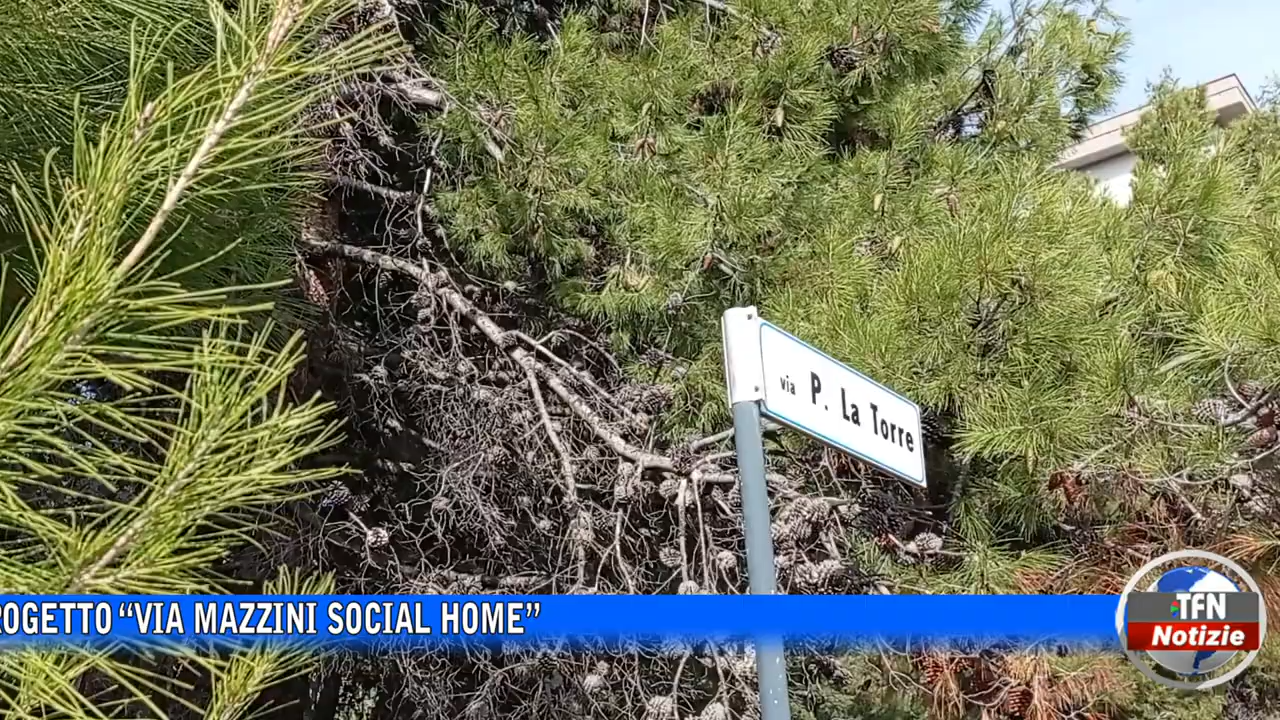 via P. La Torre
ROGETTO “VIA MAZZINI SOCIAL HOME”
TFN
Notizie